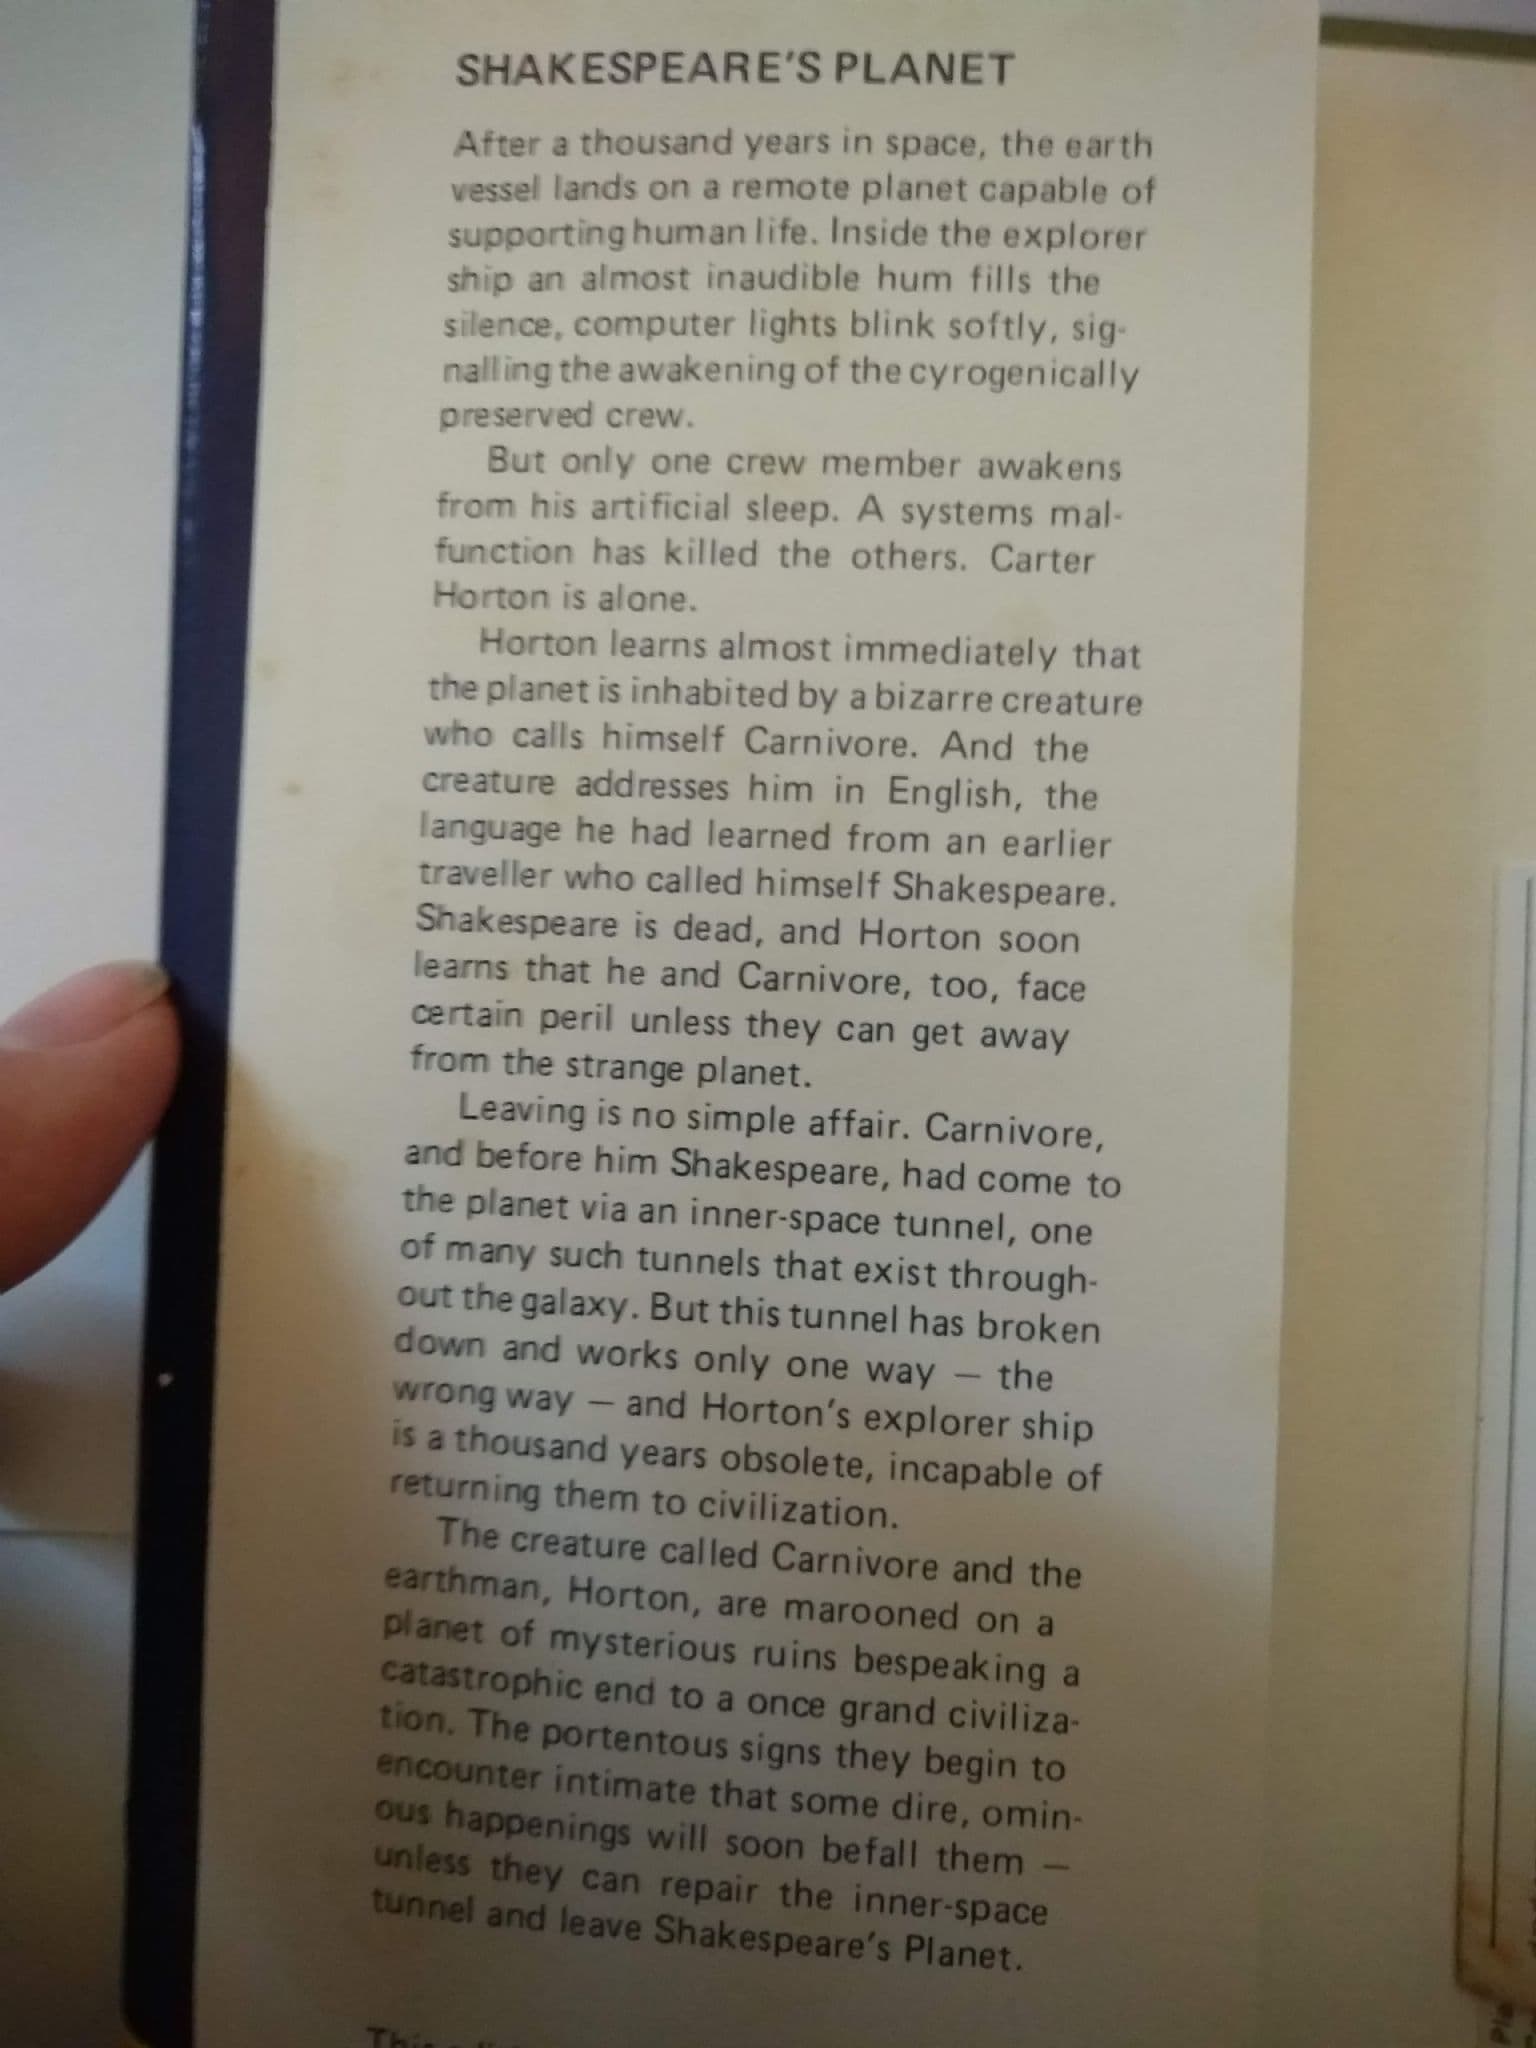 SHAKESPEARE'S PLANET
After a thousand years in space, the earth
vessel lands on a remote planet capable of
supporting human life. Inside the explorer
ship an almost inaudible hum fills the
silence, computer lights blink softly, sig-
nalling the awakening of the cyrogenically
preserved crew.
But only one crew member awakens
from his artificial sleep. A systems mal-
function has killed the others. Carter
Horton is alone.
Horton learns almost immediately that
the planet is inhabited by a bizarre creature
who calls himself Carnivore. And the
creature addresses him in English, the
language he had learned from an earlier
traveller who called himself Shakespeare.
Shakespeare is dead, and Horton soon
learns that he and Carnivore, too, face
certain peril unless they can get away
from the strange planet.
Leaving is no simple affair. Carnivore,
and before him Shakespeare, had come to
the planet via an inner-space tunnel, one
of many such tunnels that exist through-
out the galaxy. But this tunnel has broken
down and works only one way — the
wrong way — and Horton's explorer ship
is a thousand years obsolete, incapable of
returning them to civilization.
The creature called Carnivore and the
earthman, Horton, are marooned on a
planet of mysterious ruins bespeaking a
catastrophic end to a once grand civiliza-
tion. The portentous signs they begin to
encounter intimate that some dire, omin-
ous happenings will soon befall them —
unless they can repair the inner-space
tunnel and leave Shakespeare's Planet.